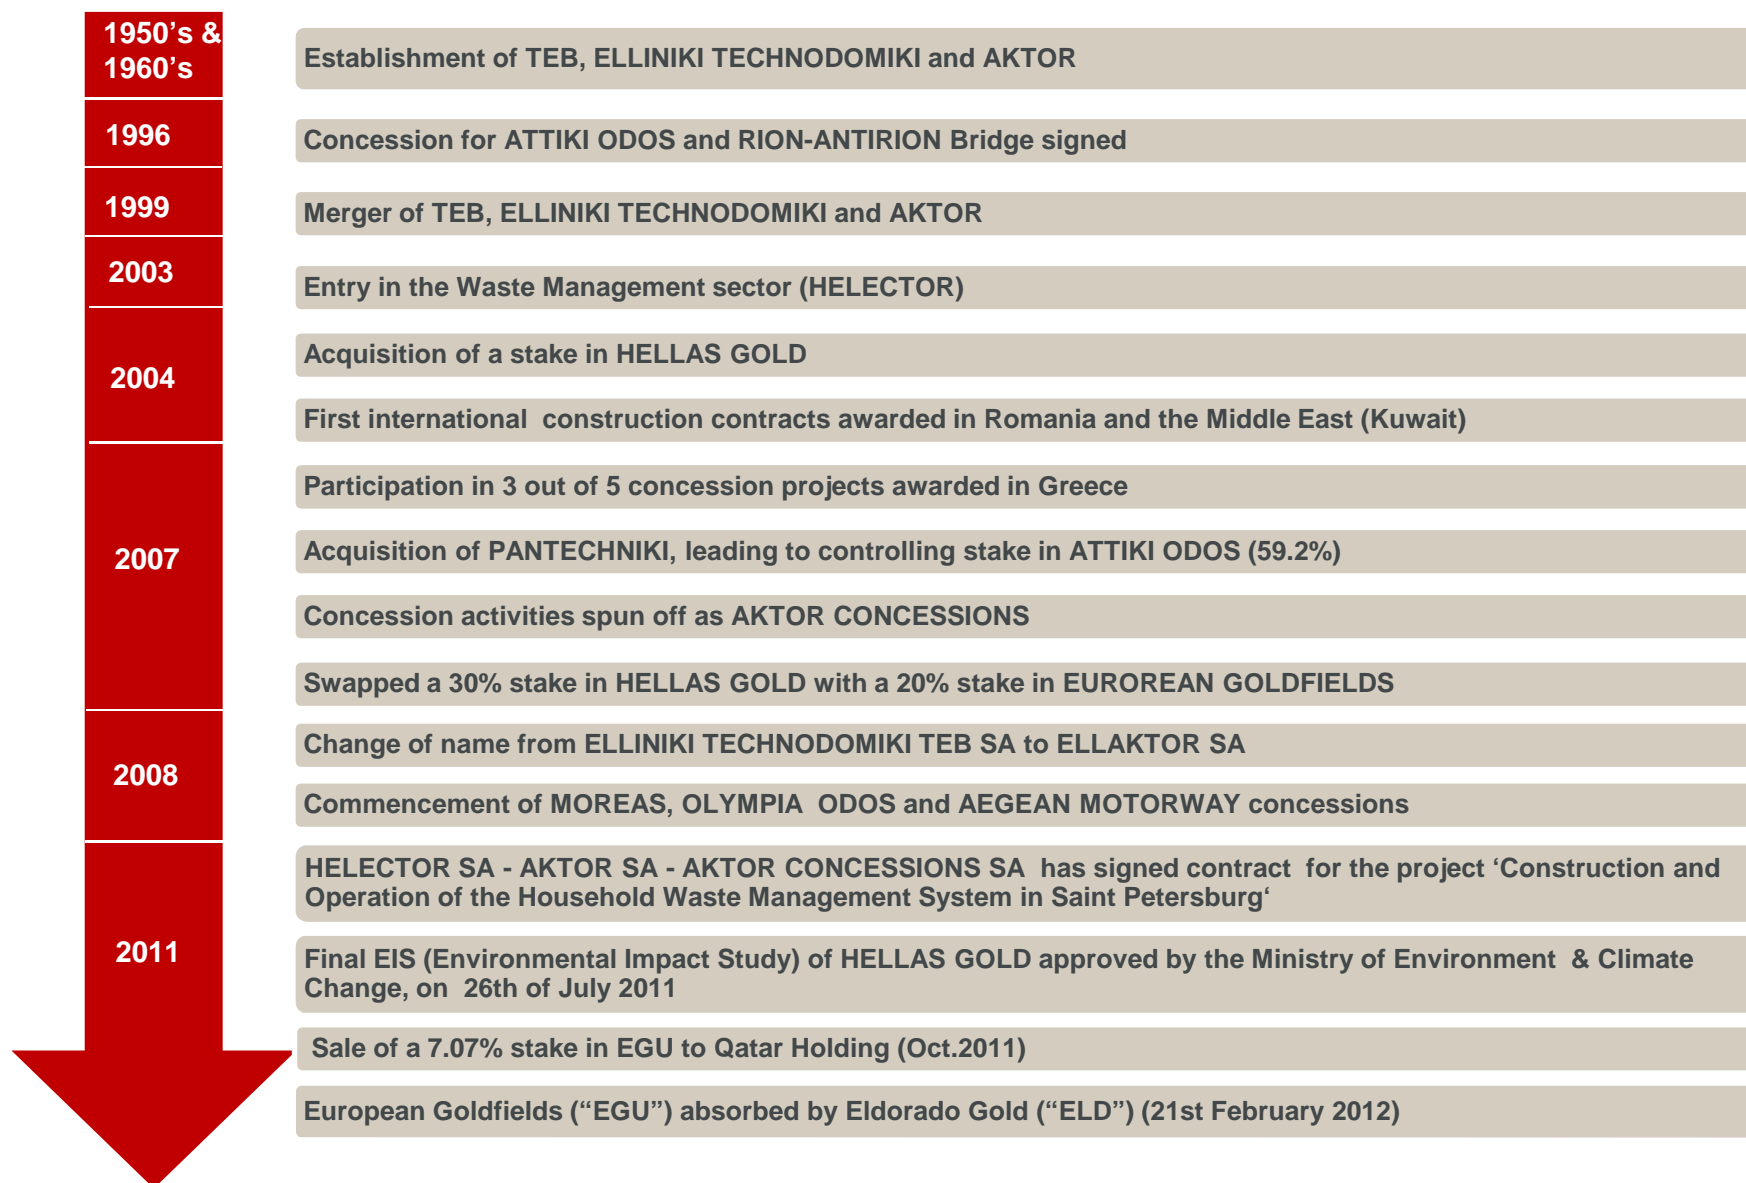 1950’s &
1960’s
Establishment of TEB, ELLINIKI TECHNODOMIKI and AKTOR
1996
Concession for ATTIKI ODOS and RION-ANTIRION Bridge signed
1999
Merger of TEB, ELLINIKI TECHNODOMIKI and AKTOR
2003
Entry in the Waste Management sector (HELECTOR)
2004
Acquisition of a stake in HELLAS GOLD
First international  construction contracts awarded in Romania and the Middle East (Kuwait)
2007
Participation in 3 out of 5 concession projects awarded in Greece
Acquisition of PANTECHNIKI, leading to controlling stake in ATTIKI ODOS (59.2%)
Concession activities spun off as AKTOR CONCESSIONS
Swapped a 30% stake in HELLAS GOLD with a 20% stake in EUROREAN GOLDFIELDS
2008
Change of name from ELLINIKI TECHNODOMIKI TEB SA to ELLAKTOR SA
Commencement of MOREAS, OLYMPIA  ODOS and AEGEAN MOTORWAY concessions
2011
HELECTOR SA - AKTOR SA - AKTOR CONCESSIONS SA  has signed contract  for the project ‘Construction and
Operation of the Household Waste Management System in Saint Petersburg‘
Final EIS (Environmental Impact Study) of HELLAS GOLD approved by the Ministry of Environment  & Climate
Change, on  26th of July 2011
Sale of a 7.07% stake in EGU to Qatar Holding (Oct.2011)
European Goldfields (“EGU”) absorbed by Eldorado Gold (“ELD”) (21st February 2012)